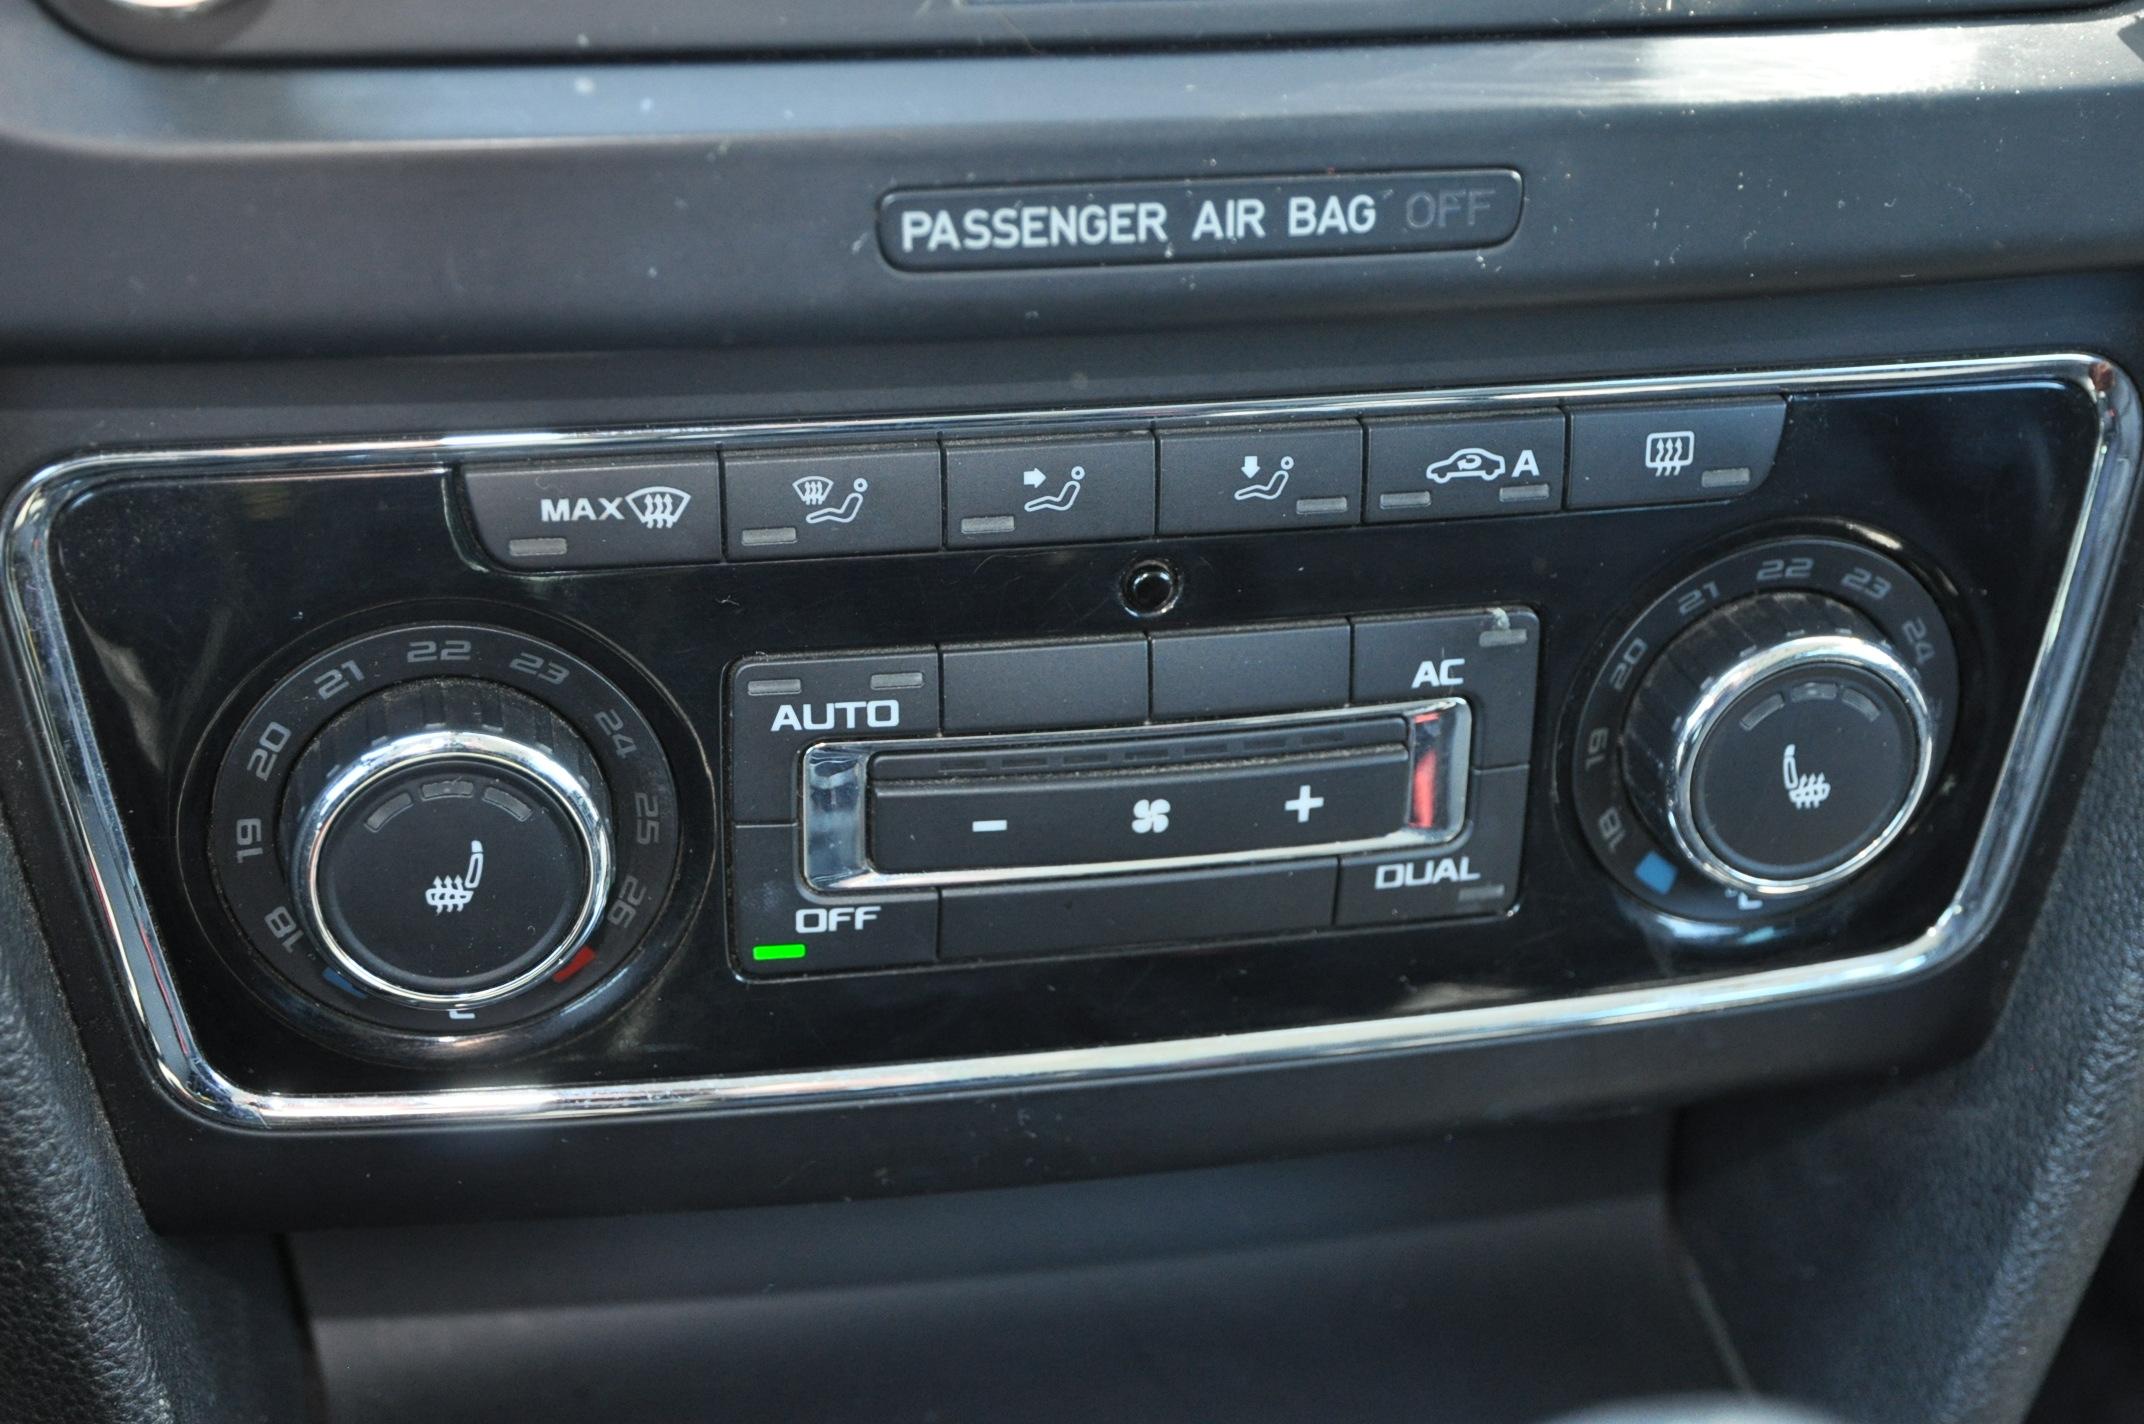 PASSENGER AIR BAG OFF
MAX
A
18 19 20 21 22 23 24 25 26
AUTO
AC
OFF
DUAL
18 19 20 21 22 23 24